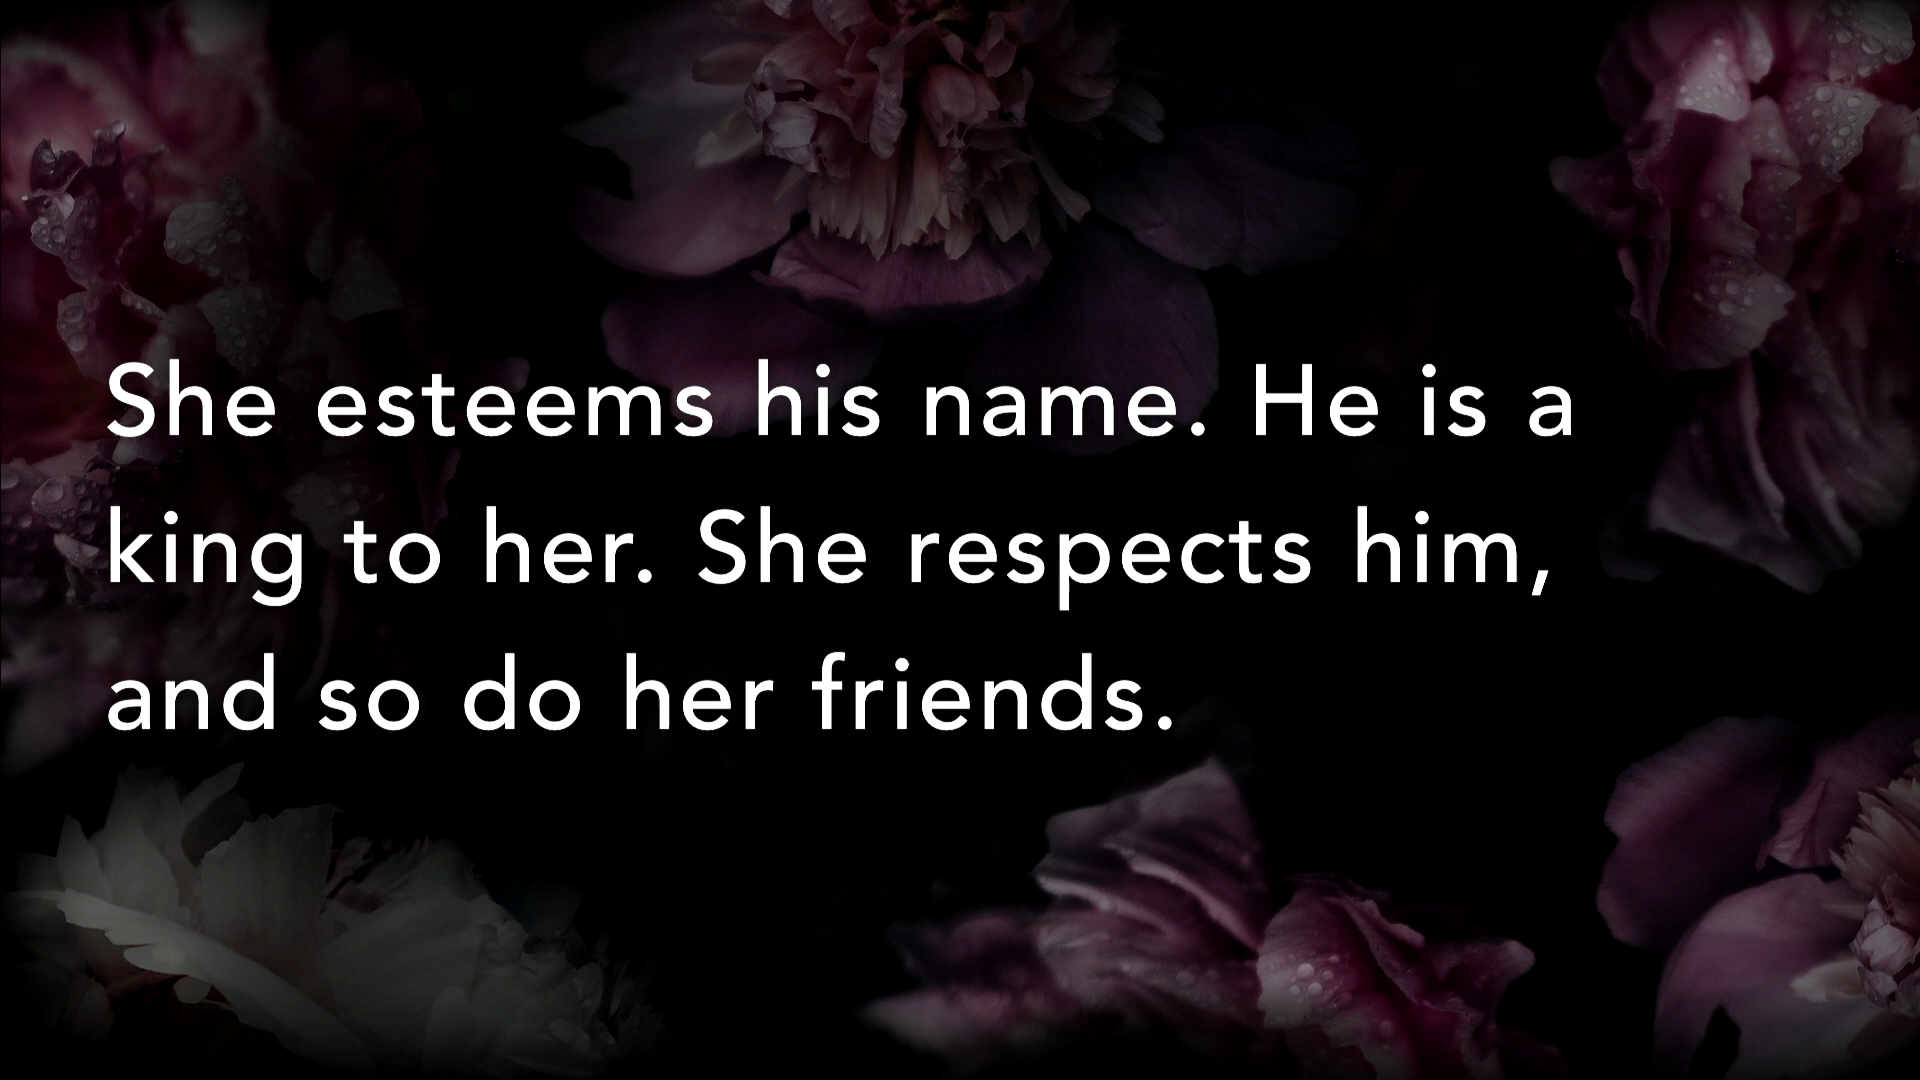 She esteems his name. He is a
king to her. She respects him,
and so do her friends.